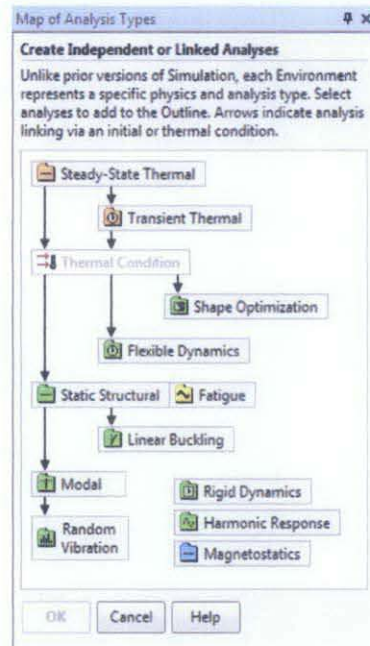 Map of Analysis Types
Create Independent or Linked Analyses
Unlike prior versions of Simulation, each Environment
represents a specific physics and analysis type. Select
analyses to add to the Outline. Arrows indicate analysis
linking via an initial or thermal condition.
Steady-State Thermal
Transient Thermal
Thermal Condition
Shape Optimization
Flexible Dynamics
Static Structural
Fatigue
Linear Buckling
Modal
Rigid Dynamics
Harmonic Response
Random
Vibration
Magnetostatics
OK
Cancel
Help